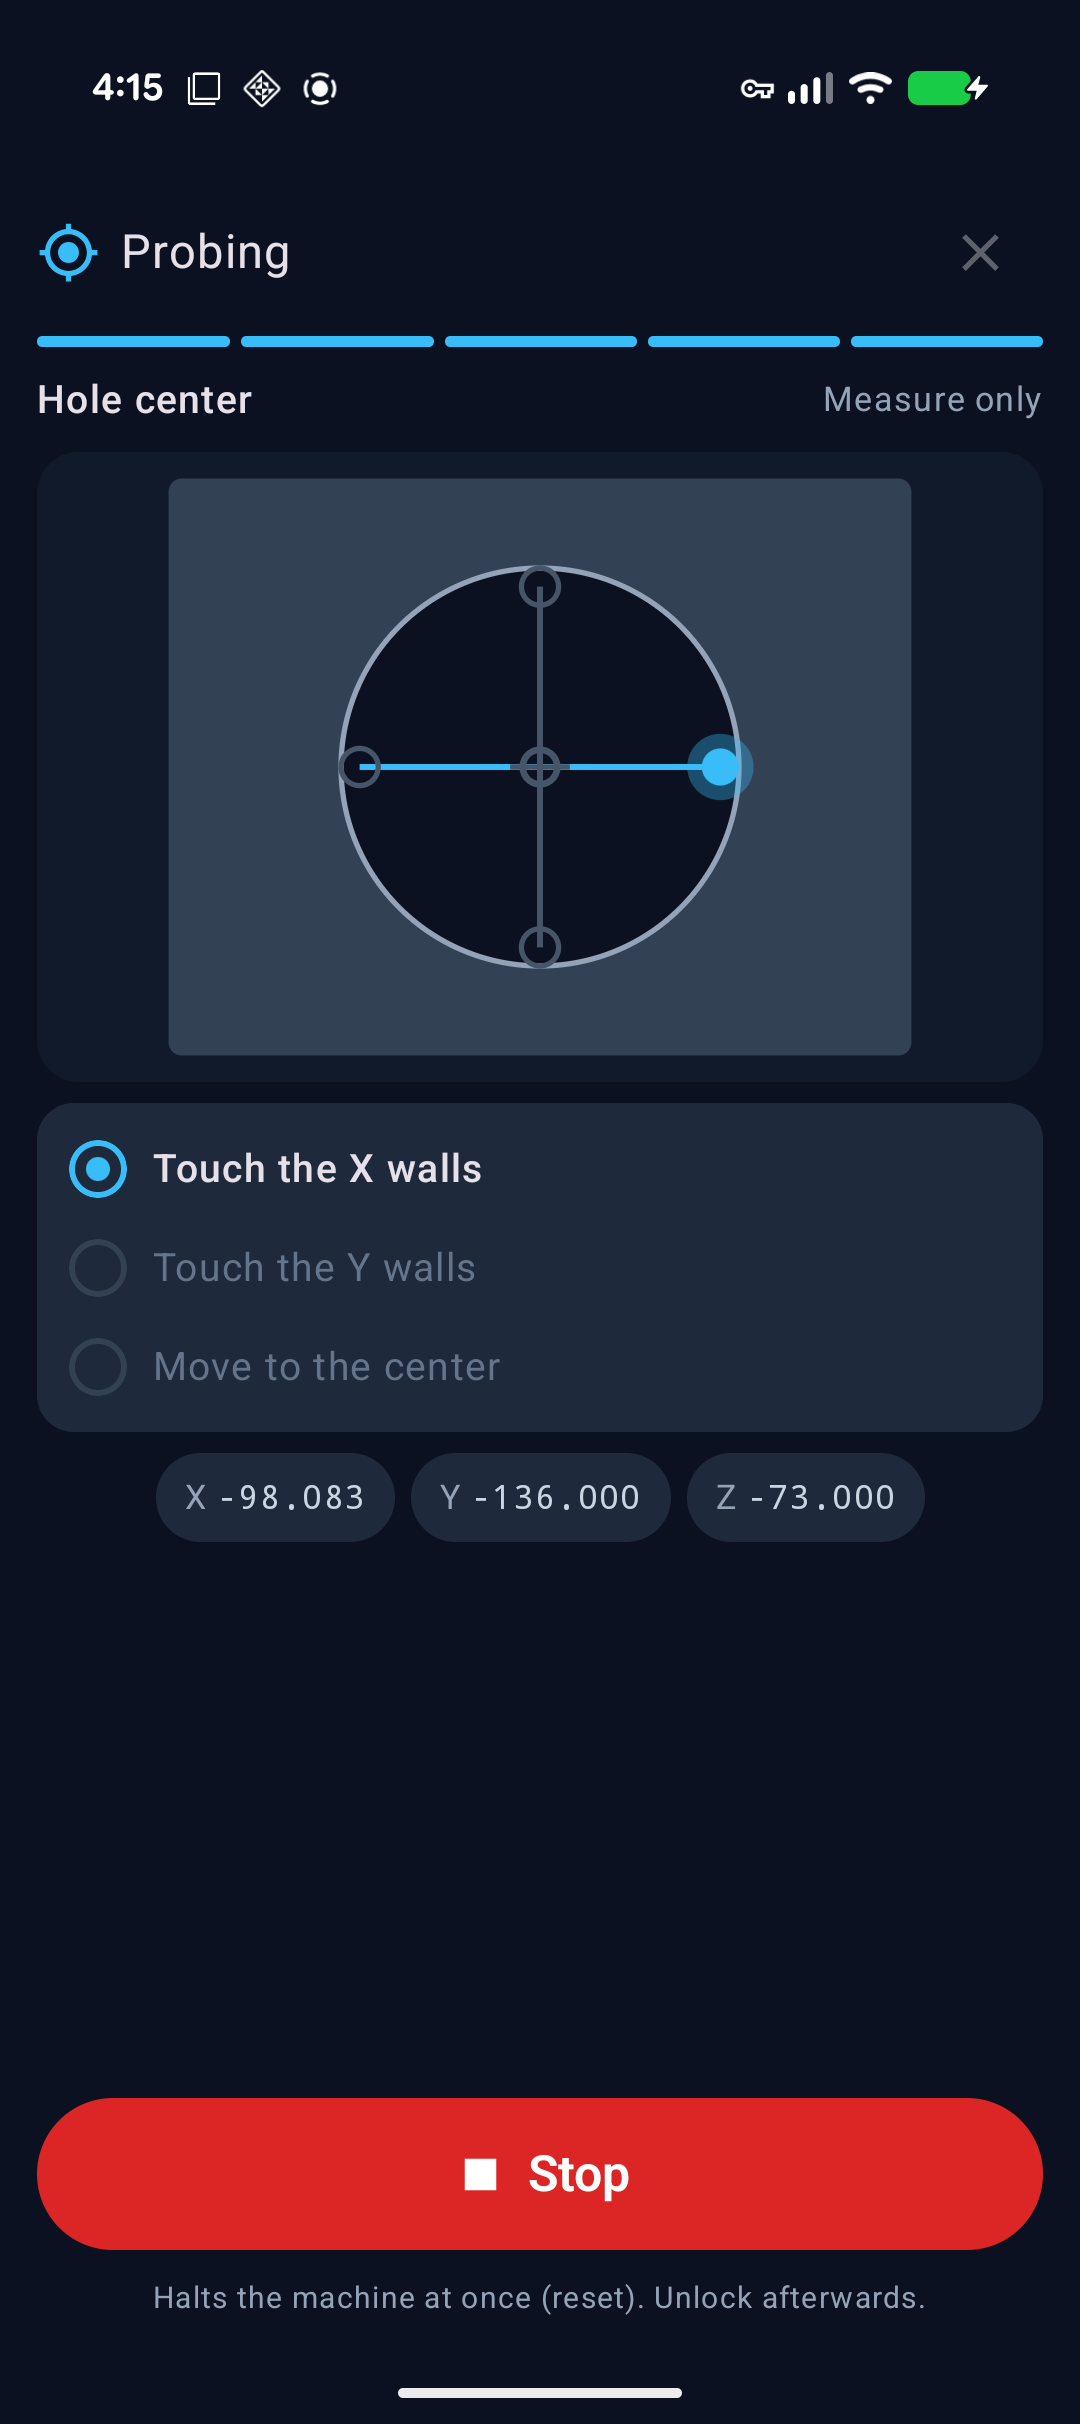 4:15
Probing
Hole center
Measure only
Touch the X walls
Touch the Y walls
Move to the center
X -98.083
Y -136.000
Z -73.000
Stop
Halts the machine at once (reset). Unlock afterwards.